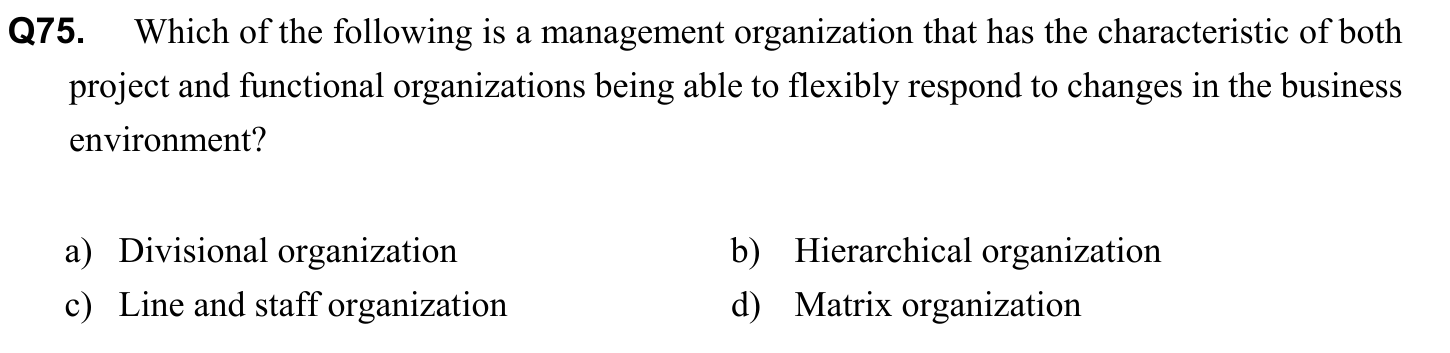 Q75. Which of the following is a management organization that has the characteristic of both
project and functional organizations being able to flexibly respond to changes in the business
environment?
a) Divisional organization b) Hierarchical organization
c) Line and staff organization d) Matrix organization